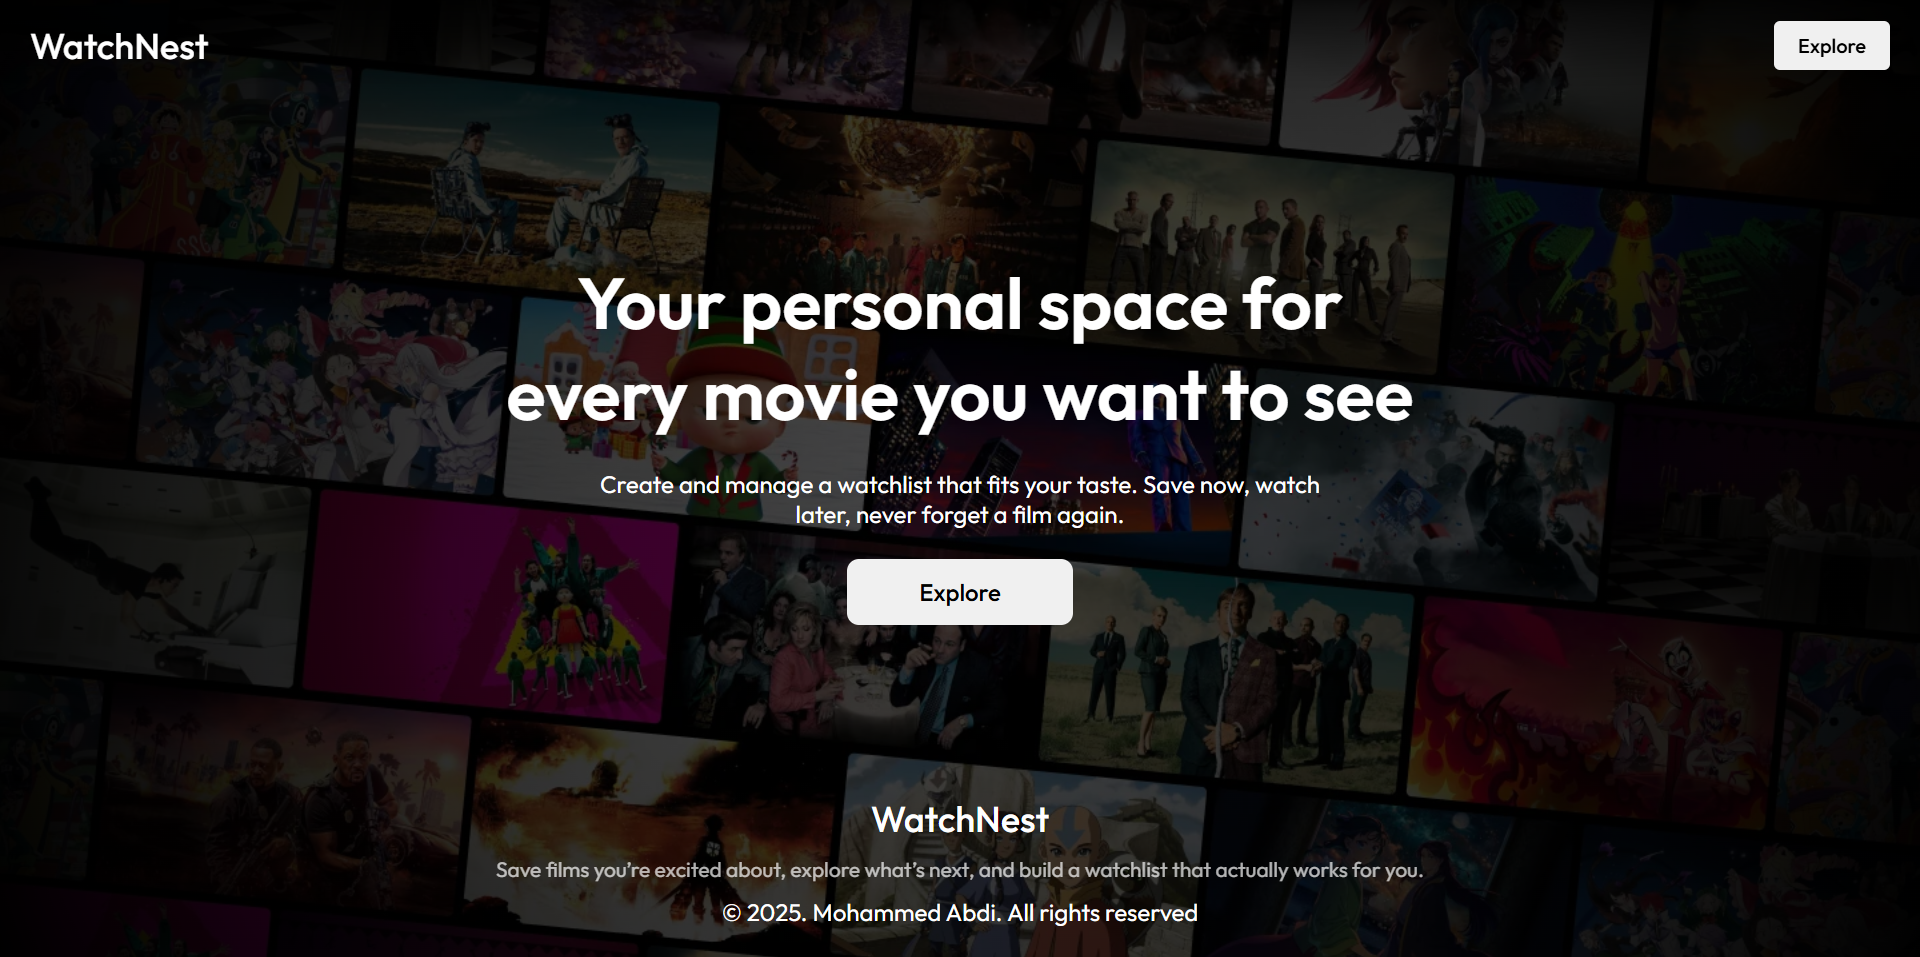 WatchNest
Explore
Your personal space for
every movie you want to see
Create and manage a watchlist that fits your taste. Save now, watch
later, never forget a film again.
Explore
WatchNest
Save films you’re excited about, explore what’s next, and build a watchlist that actually works for you.
© 2025. Mohammed Abdi. All rights reserved